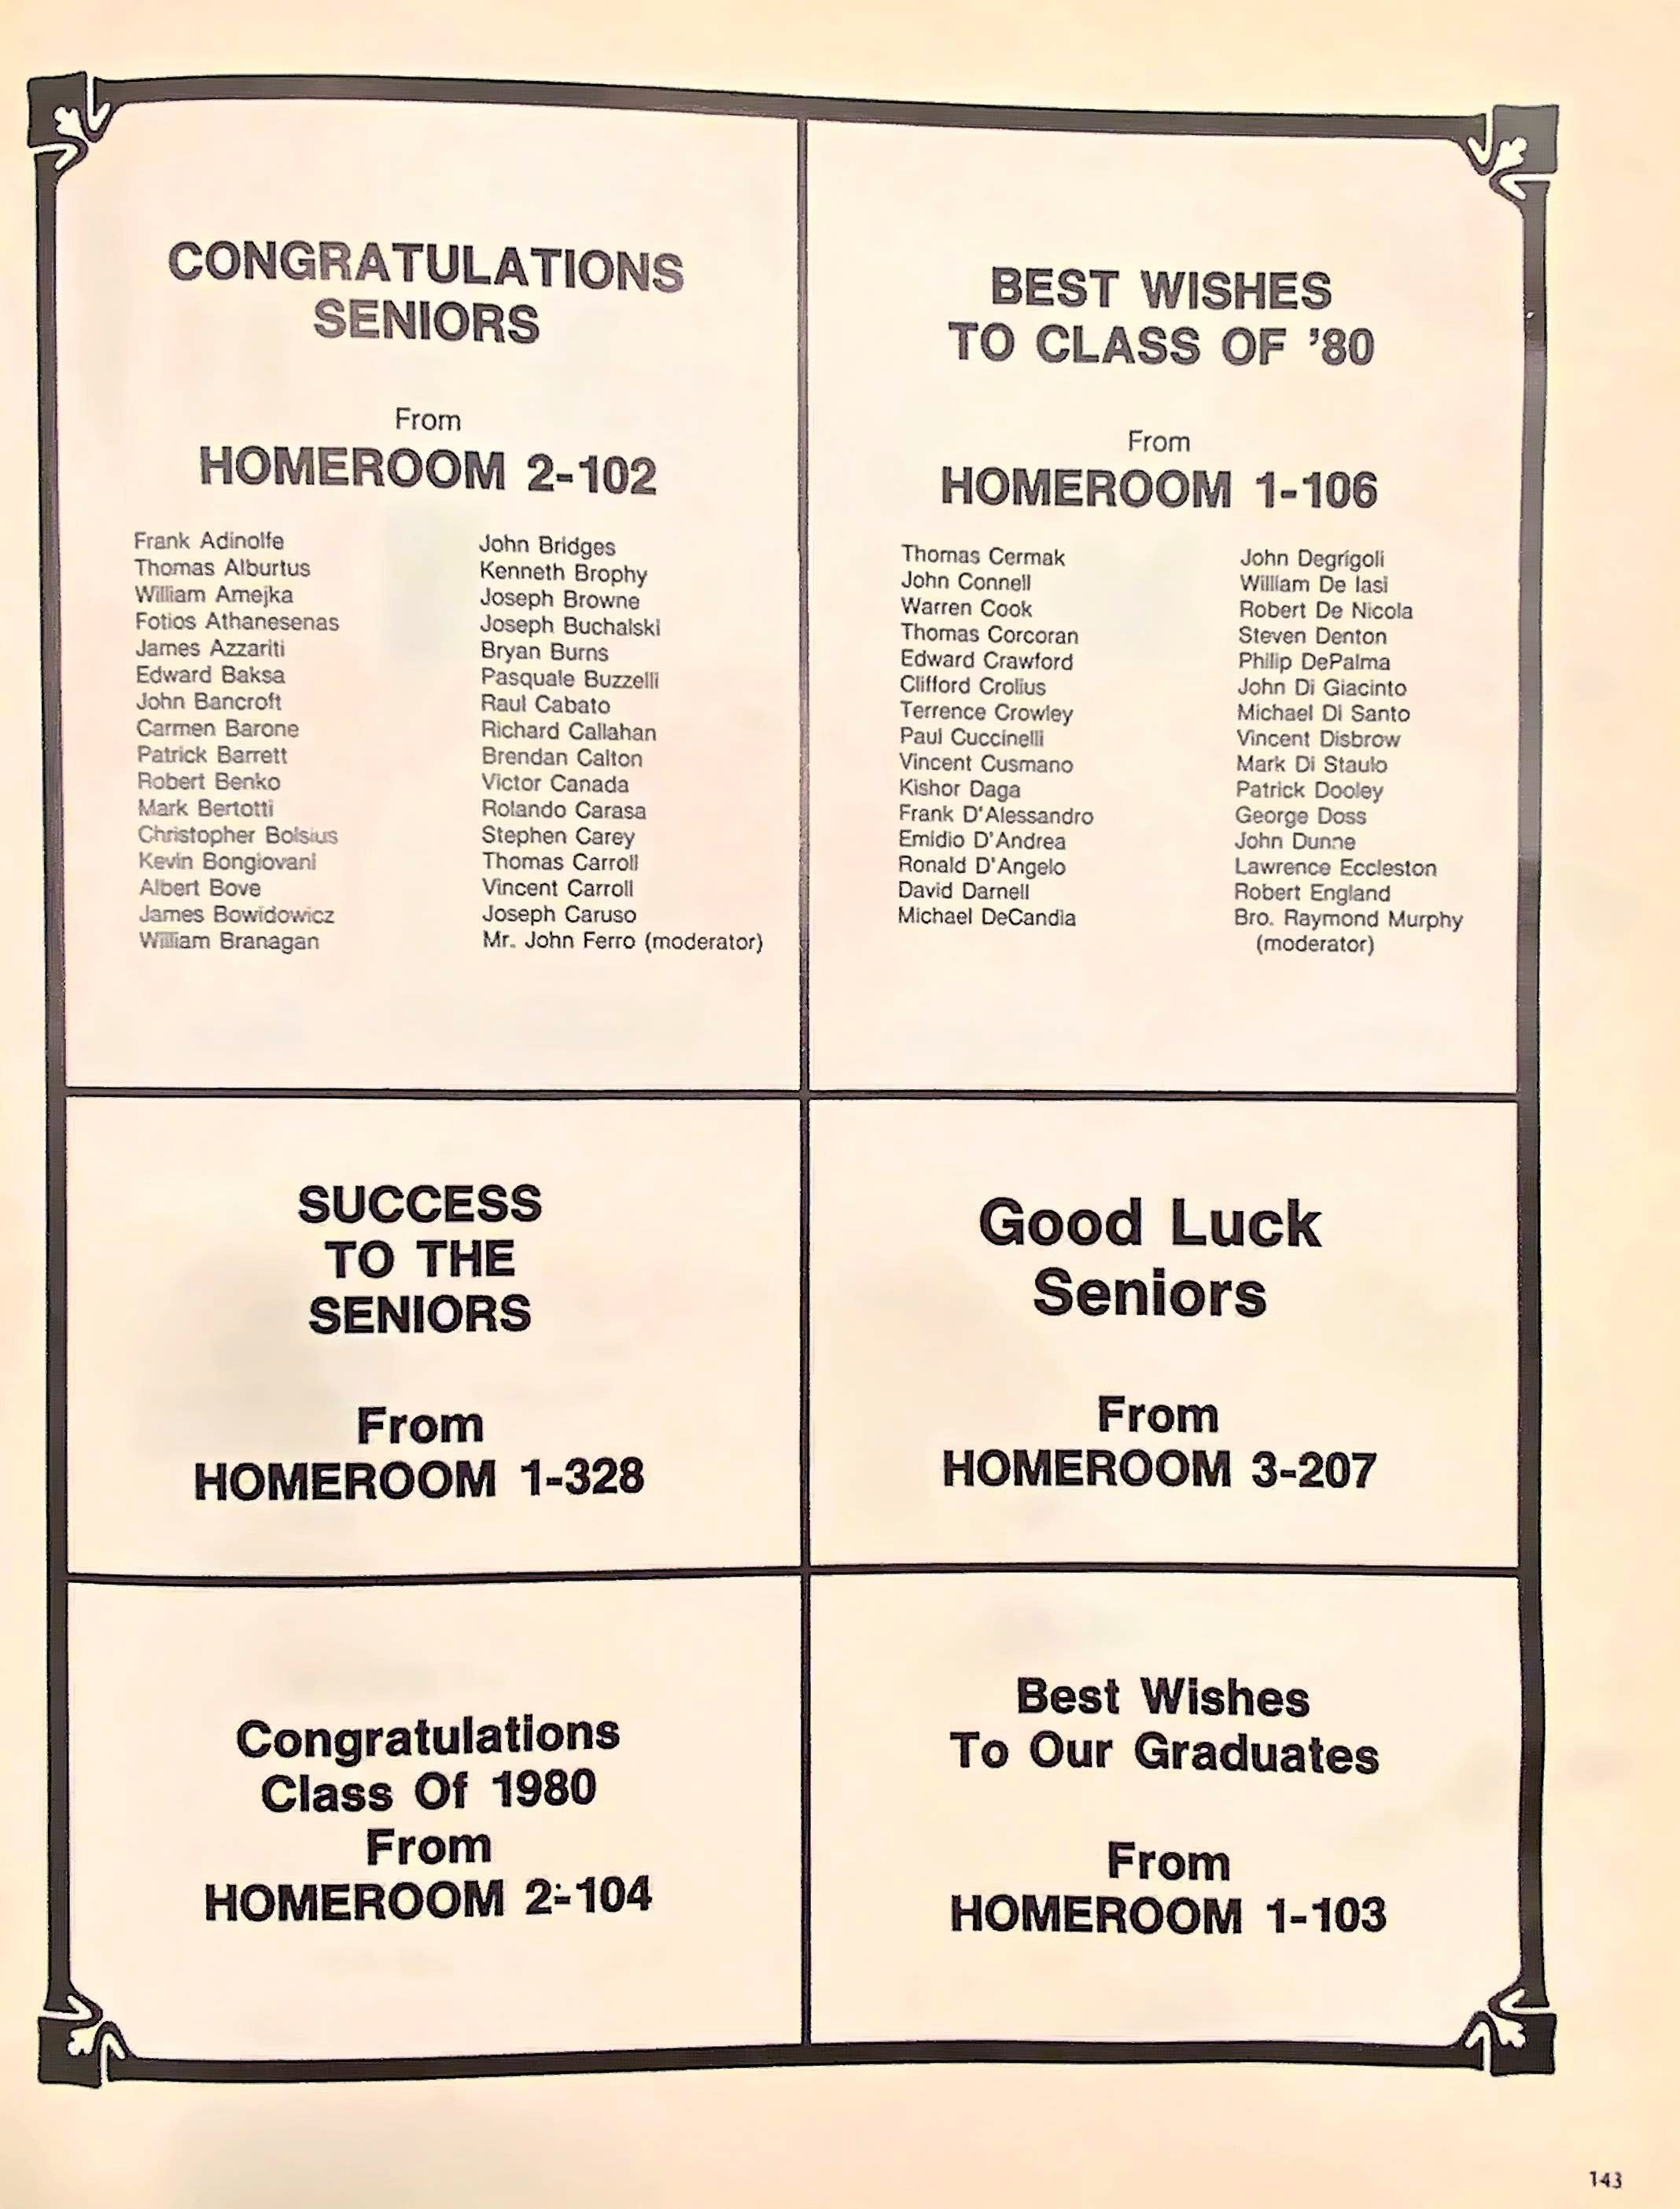 CONGRATULATIONS
SENIORS
From
HOMEROOM 2-102
Frank Adinolfe
Thomas Alburtus
William Amejka
Fotios Athanesenas
James Azzariti
Edward Baksa
John Bancroft
Carmen Barone
Patrick Barrett
Robert Benko
Mark Bertotti
Christopher Bolsius
Kevin Bongiovani
Albert Bove
James Bowidowicz
William Branagan
John Bridges
Kenneth Brophy
Joseph Browne
Joseph Buchalski
Bryan Burns
Pasquale Buzzelli
Raul Cabato
Richard Callahan
Brendan Calton
Victor Canada
Rolando Carasa
Stephen Carey
Thomas Carroll
Vincent Carroll
Joseph Caruso
Mr. John Ferro (moderator)
BEST WISHES
TO CLASS OF '80
From
HOMEROOM 1-106
Thomas Cermak
John Connell
Warren Cook
Thomas Corcoran
Edward Crawford
Clifford Crolius
Terrence Crowley
Paul Cuccinelli
Vincent Cusmano
Kishor Daga
Frank D'Alessandro
Emidio D'Andrea
Ronald D'Angelo
David Darnell
Michael DeCandia
John Degrigoli
William De Iasi
Robert De Nicola
Steven Denton
Philip DePalma
John Di Giacinto
Michael Di Santo
Vincent Disbrow
Mark Di Staulo
Patrick Dooley
George Doss
John Dunne
Lawrence Eccleston
Robert England
Bro. Raymond Murphy
(moderator)
SUCCESS
TO THE
SENIORS
From
HOMEROOM 1-328
Good Luck
Seniors
From
HOMEROOM 3-207
Congratulations
Class Of 1980
From
HOMEROOM 2-104
Best Wishes
To Our Graduates
From
HOMEROOM 1-103
143